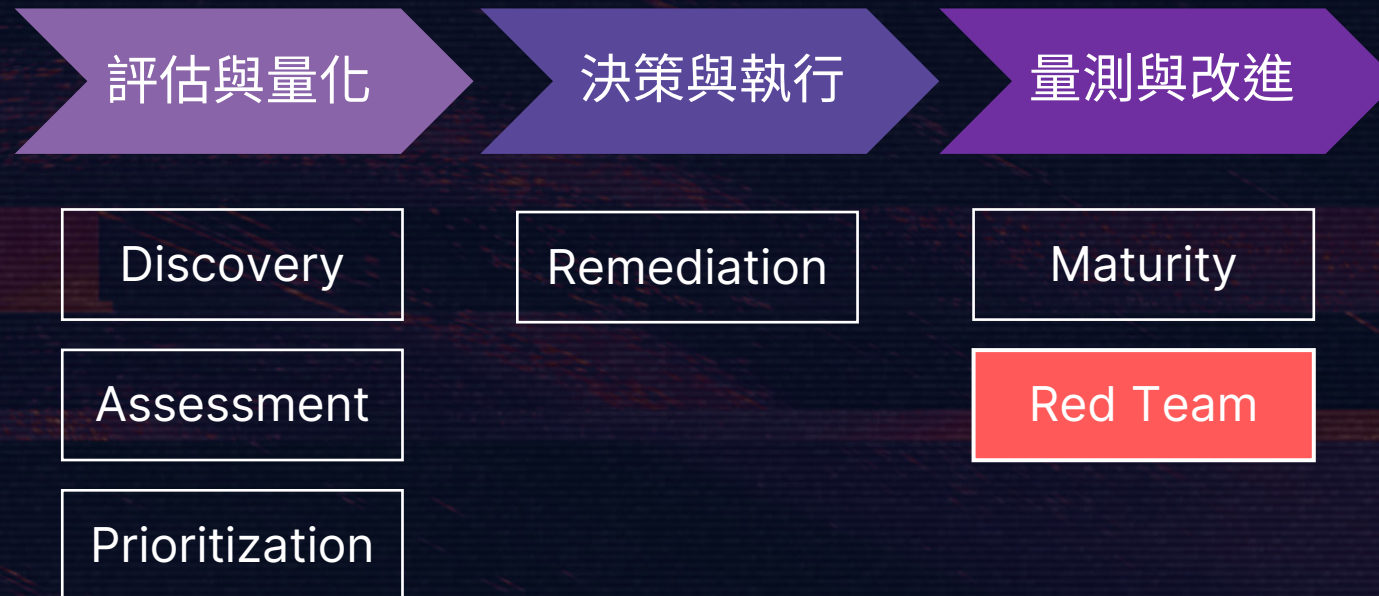 評估與量化
決策與執行
量測與改進
Discovery
Remediation
Maturity
Assessment
Red Team
Prioritization